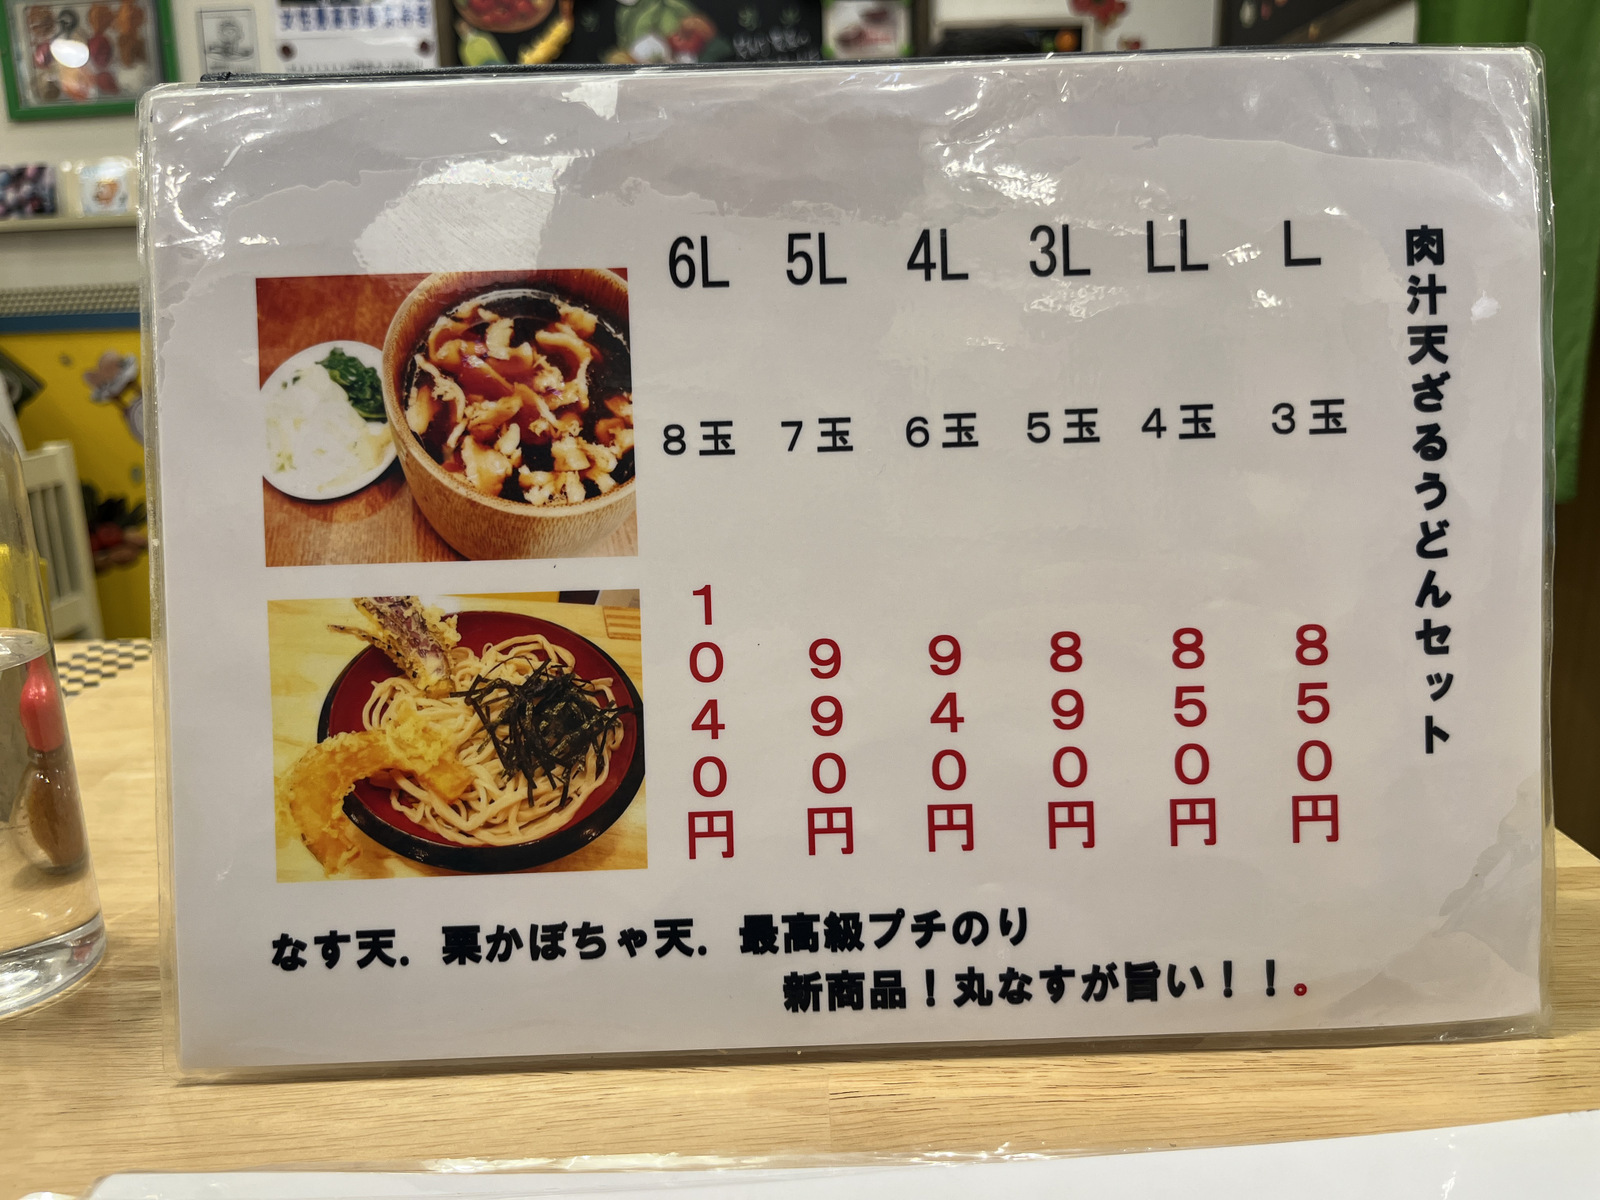 肉汁天ざるうどんセット
L 3玉 850円
LL 4玉 850円
3L 5玉 890円
4L 6玉 940円
5L 7玉 990円
6L 8玉 1040円
なす天．栗かぼちゃ天．最高級プチのり
新商品！丸なすが旨い！！。